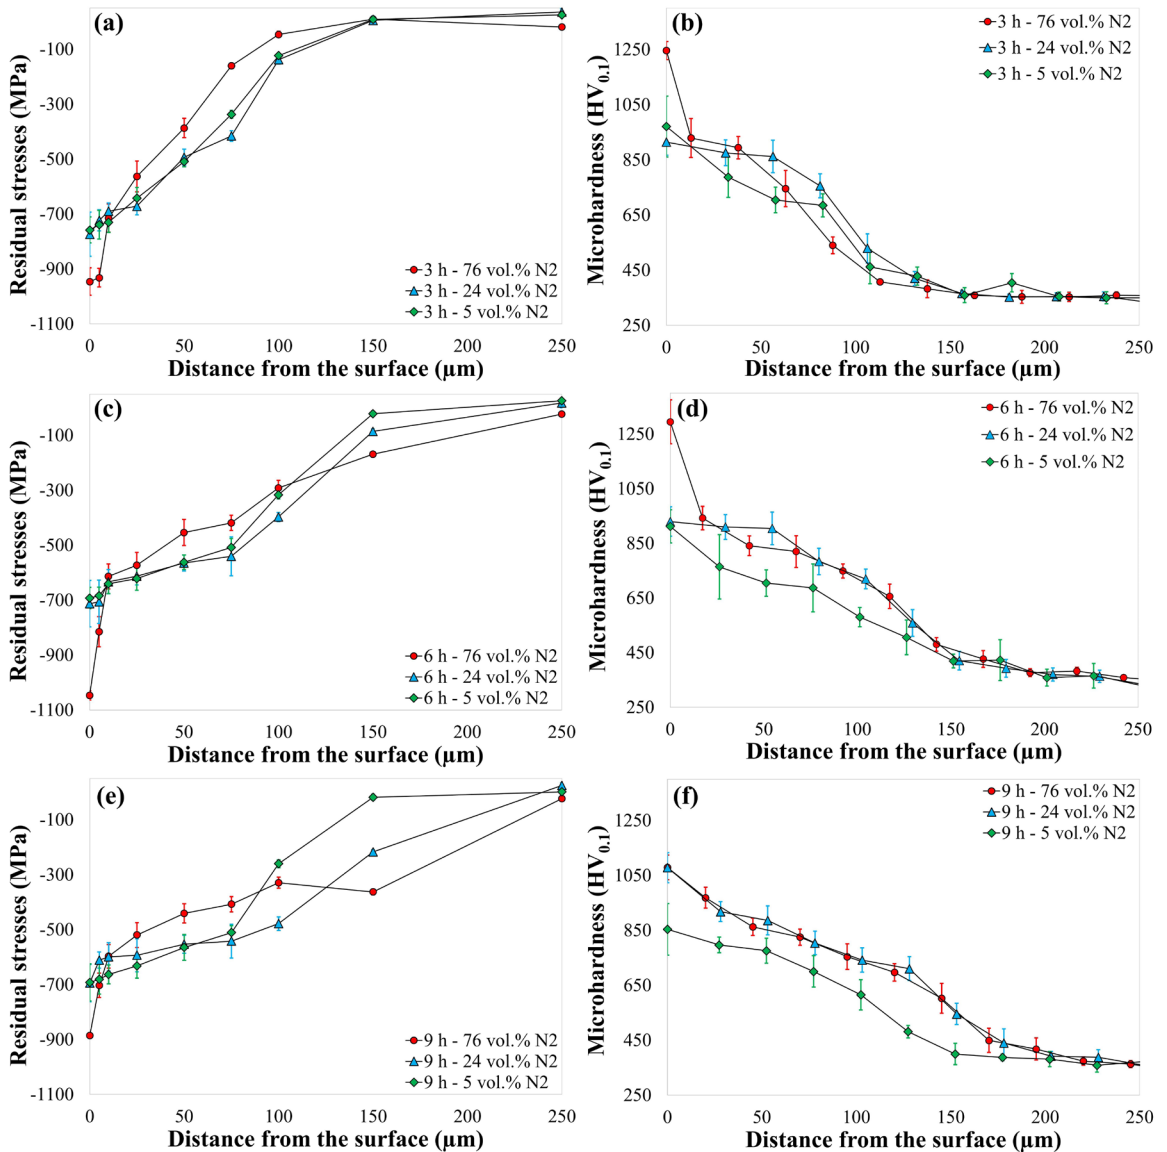 (a)
Residual stresses (MPa)
-100
-300
-500
-700
-900
-1100
3 h - 76 vol.% N2
3 h - 24 vol.% N2
3 h - 5 vol.% N2
0 50 100 150 200 250
Distance from the surface (µm)
(b)
Microhardness (HV0.1)
1250
1050
850
650
450
250
3 h - 76 vol.% N2
3 h - 24 vol.% N2
3 h - 5 vol.% N2
0 50 100 150 200 250
Distance from the surface (µm)
(c)
Residual stresses (MPa)
-100
-300
-500
-700
-900
-1100
6 h - 76 vol.% N2
6 h - 24 vol.% N2
6 h - 5 vol.% N2
0 50 100 150 200 250
Distance from the surface (µm)
(d)
Microhardness (HV0.1)
1250
1050
850
650
450
250
6 h - 76 vol.% N2
6 h - 24 vol.% N2
6 h - 5 vol.% N2
0 50 100 150 200 250
Distance from the surface (µm)
(e)
Residual stresses (MPa)
-100
-300
-500
-700
-900
-1100
9 h - 76 vol.% N2
9 h - 24 vol.% N2
9 h - 5 vol.% N2
0 50 100 150 200 250
Distance from the surface (µm)
(f)
Microhardness (HV0.1)
1250
1050
850
650
450
250
9 h - 76 vol.% N2
9 h - 24 vol.% N2
9 h - 5 vol.% N2
0 50 100 150 200 250
Distance from the surface (µm)